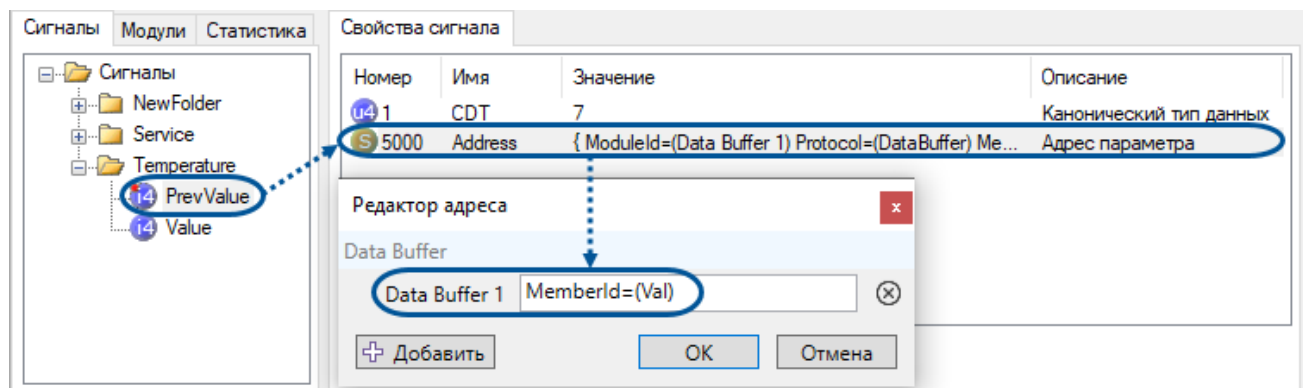 Сигналы Модули Статистика
Сигналы
NewFolder
Service
Temperature
i4 PrevValue
i4 Value
Свойства сигнала
Номер Имя Значение Описание
u4 1 CDT 7 Канонический тип данных
S 5000 Address { ModuleId=(Data Buffer 1) Protocol=(DataBuffer) Me... Адрес параметра
Редактор адреса x
Data Buffer
Data Buffer 1 MemberId=(Val)
Добавить OK Отмена